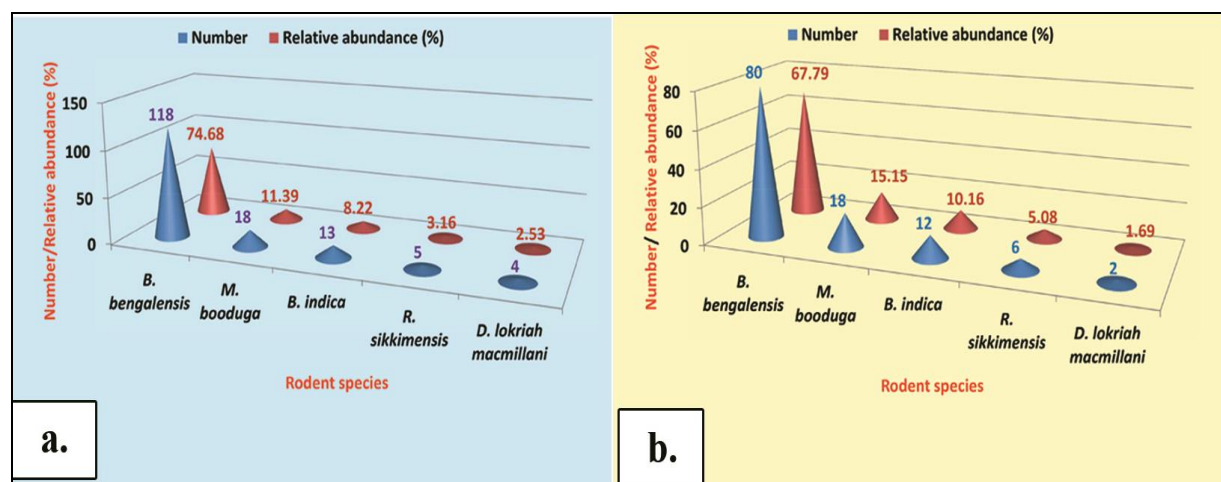 Number Relative abundance (%)
Number/Relative abundance (%)
150
100
50
0
118
74.68
18
11.39
13
8.22
5
3.16
4
2.53
B.
bengalensis
M.
booduga
B. indica
R.
sikkimensis
D. lokriah
macmillani
Rodent species
a.
Number Relative abundance (%)
Number/ Relative abundance (%)
80
60
40
20
0
80
67.79
18
15.15
12
10.16
6
5.08
2
1.69
B.
bengalensis
M.
booduga
B. indica
R.
sikkimensis
D. lokriah
macmillani
Rodent species
b.